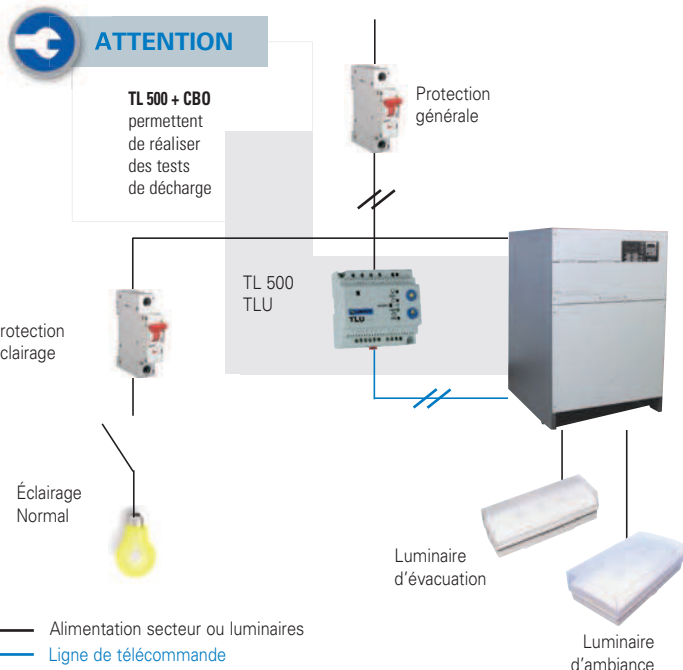 ATTENTION
TL 500 + CBO
permettent
de réaliser
des tests
de décharge
Protection
générale
TL 500
TLU
TLU
rotection
clairage
Éclairage
Normal
Luminaire
d'évacuation
Luminaire
d'ambiance
Alimentation secteur ou luminaires
Ligne de télécommande